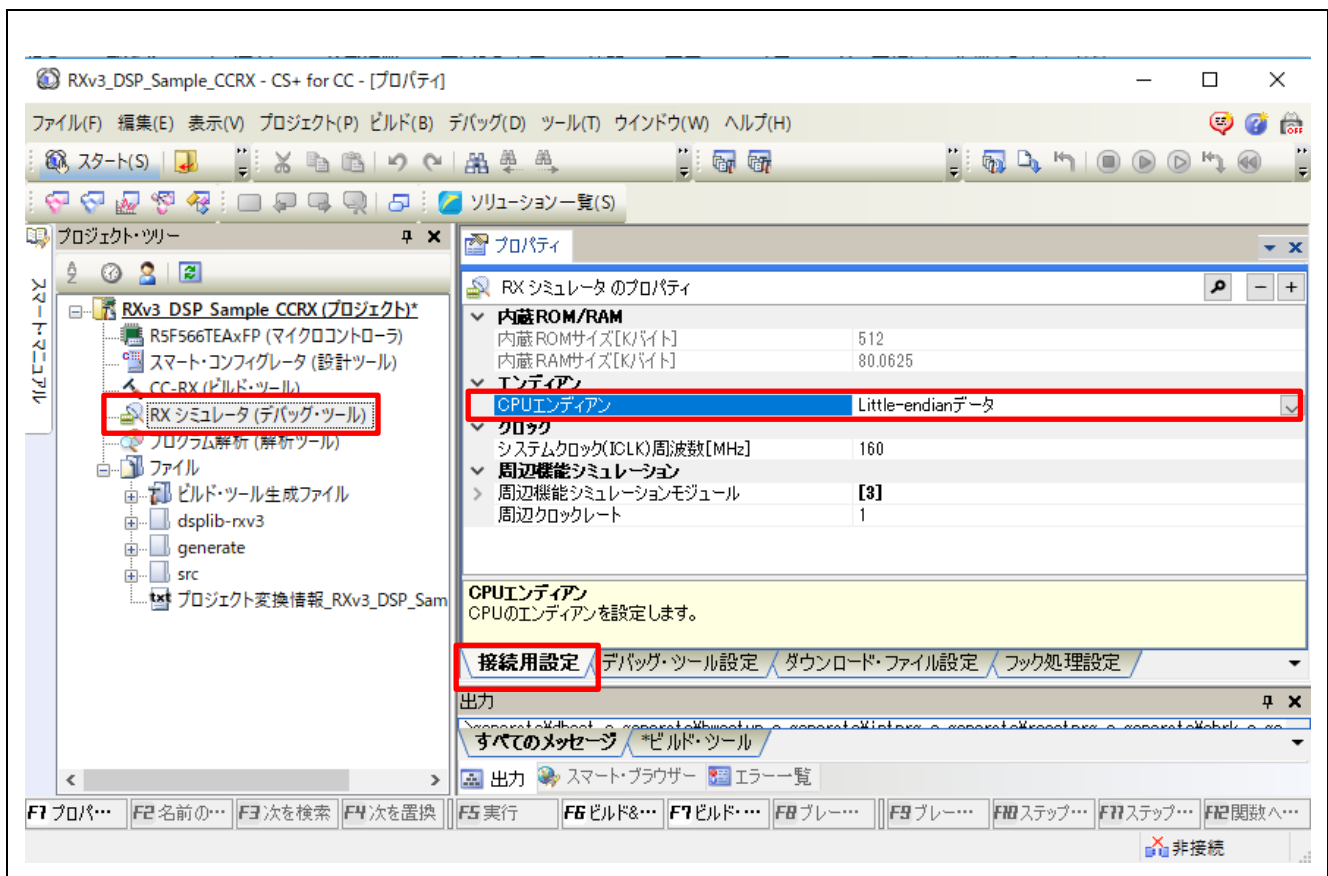 RXv3_DSP_Sample_CCRX - CS+ for CC - [プロパティ]
ファイル(F) 編集(E) 表示(V) プロジェクト(P) ビルド(B) デバッグ(D) ツール(T) ウインドウ(W) ヘルプ(H)
OFF
スタート(S)
ソリューション一覧(S)
スマート・マニュアル
プロジェクト・ツリー
RXv3_DSP_Sample_CCRX (プロジェクト)*
R5F566TEAxFP (マイクロコントローラ)
スマート・コンフィグレータ (設計ツール)
CC-RX (ビルド・ツール)
RX シミュレータ (デバッグ・ツール)
プログラム解析 (解析ツール)
ファイル
ビルド・ツール生成ファイル
dsplib-rxv3
generate
src
プロジェクト変換情報_RXv3_DSP_Sam
プロパティ
RX シミュレータ のプロパティ
内蔵ROM/RAM
内蔵ROMサイズ[Kバイト] 512
内蔵RAMサイズ[Kバイト] 80.0625
エンディアン
CPUエンディアン Little-endianデータ
クロック
システムクロック(ICLK)周波数[MHz] 160
周辺機能シミュレーション
周辺機能シミュレーションモジュール [3]
周辺クロックレート 1
CPUエンディアン
CPUのエンディアンを設定します。
接続用設定 デバッグ・ツール設定 ダウンロード・ファイル設定 フック処理設定
出力
すべてのメッセージ *ビルド・ツール
出力 スマート・ブラウザー エラー一覧
F1 プロパ… F2 名前の… F3 次を検索 F4 次を置換 F5 実行 F6 ビルド&… F7 ビルド・… F8 ブレー… F9 ブレー… F10 ステップ… F11 ステップ… F12 関数へ…
非接続